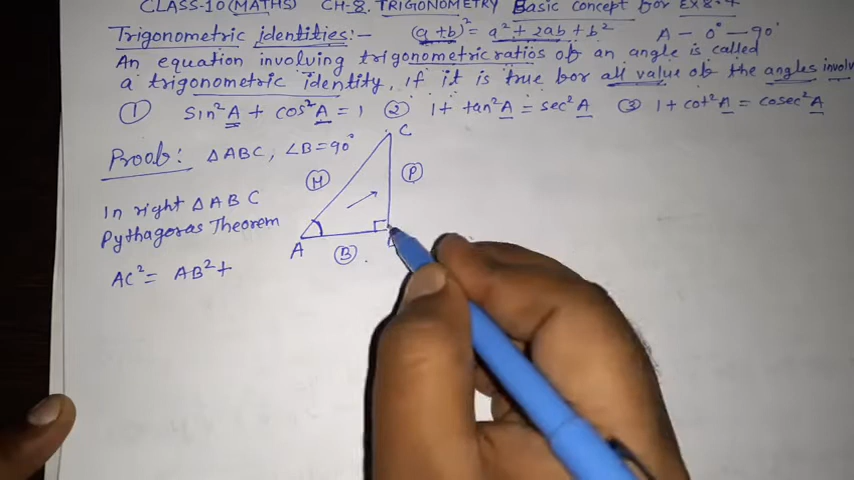 CLASS-10 (MATHS) CH-8 TRIGONOMETRY Basic concept for EX 8.4
Trigonometric identities:- (a+b)² = a² + 2ab + b² A - 0° - 90°
An equation involving trigonometric ratios of an angle is called
a trigonometric identity, if it is true for all value of the angles involv
① sin²A + cos²A = 1 ② 1 + tan²A = sec²A ③ 1 + cot²A = cosec²A
Proof: △ABC, ∠B = 90°
C
H
P
In right △ABC
Pythagoras Theorem
A
B
AC² = AB² +